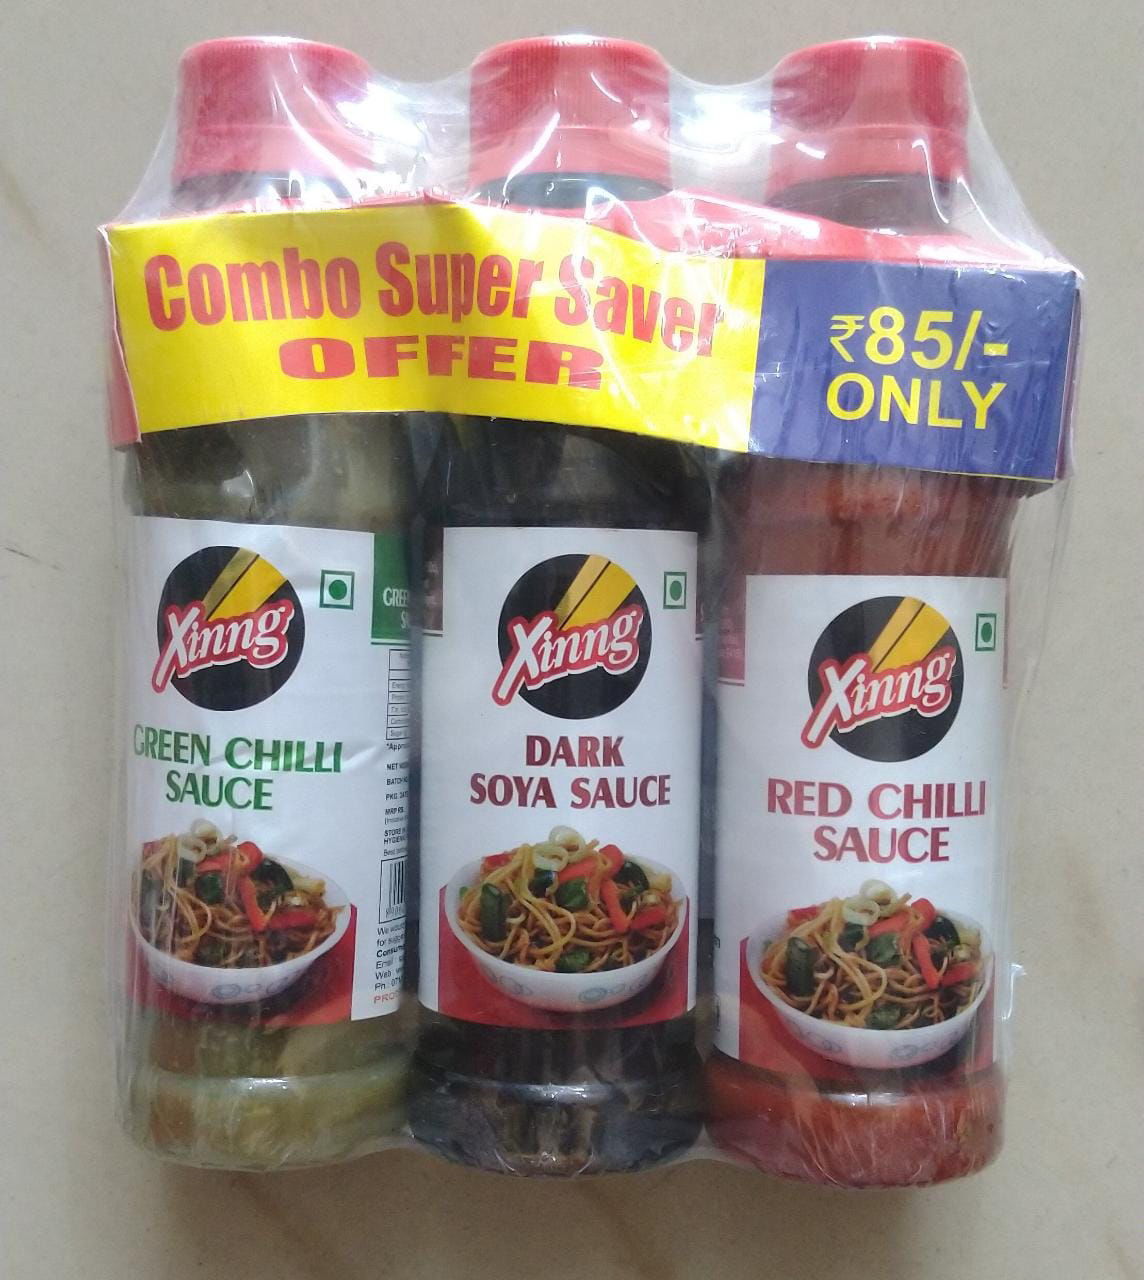 Combo Super Saver
OFFER
₹85/-
ONLY
Xinng
GREEN CHILLI
SAUCE
Xinng
DARK
SOYA SAUCE
Xinng
RED CHILLI
SAUCE